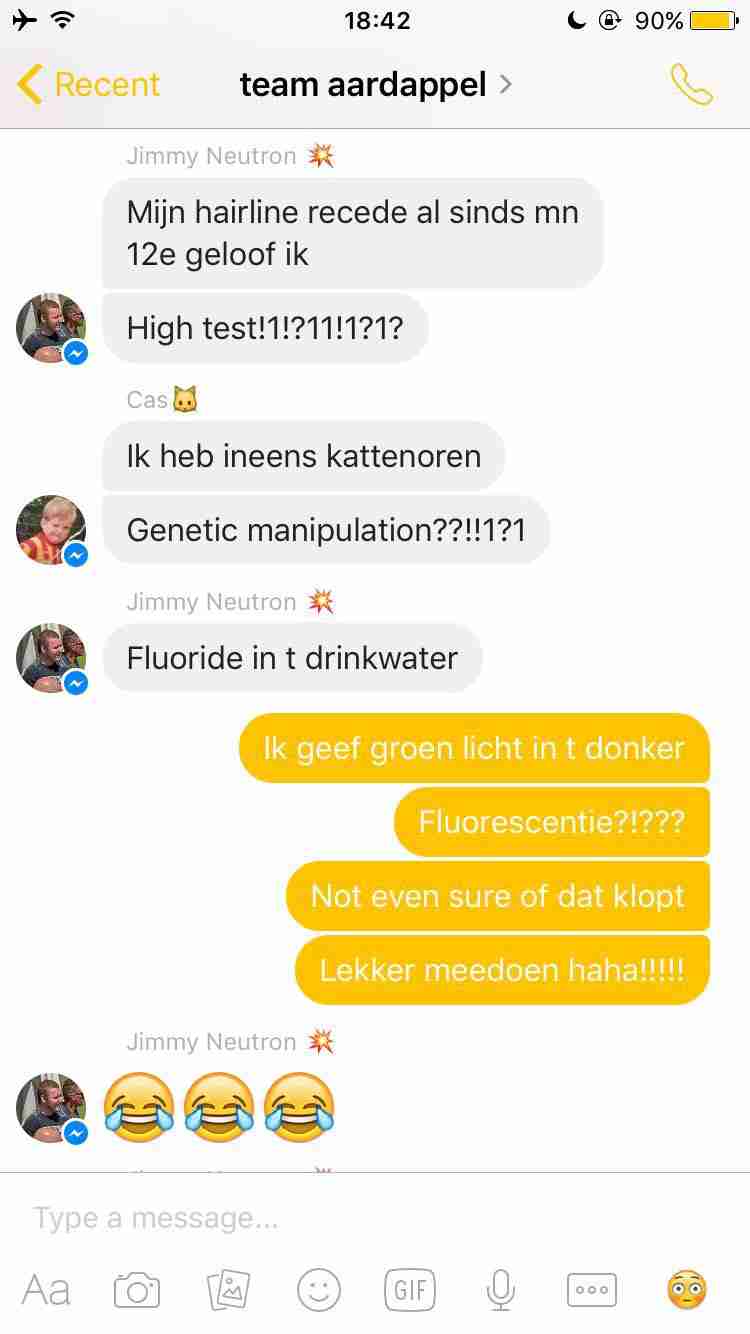 18:42
90%
Recent
team aardappel
Jimmy Neutron 💥
Mijn hairline recede al sinds mn
12e geloof ik
High test!1!?11!1?1?
Cas🐱
Ik heb ineens kattenoren
Genetic manipulation??!!1?1
Jimmy Neutron 💥
Fluoride in t drinkwater
Ik geef groen licht in t donker
Fluorescentie?!???
Not even sure of dat klopt
Lekker meedoen haha!!!!!
Jimmy Neutron 💥
😂😂😂
Type a message...
Aa
GIF